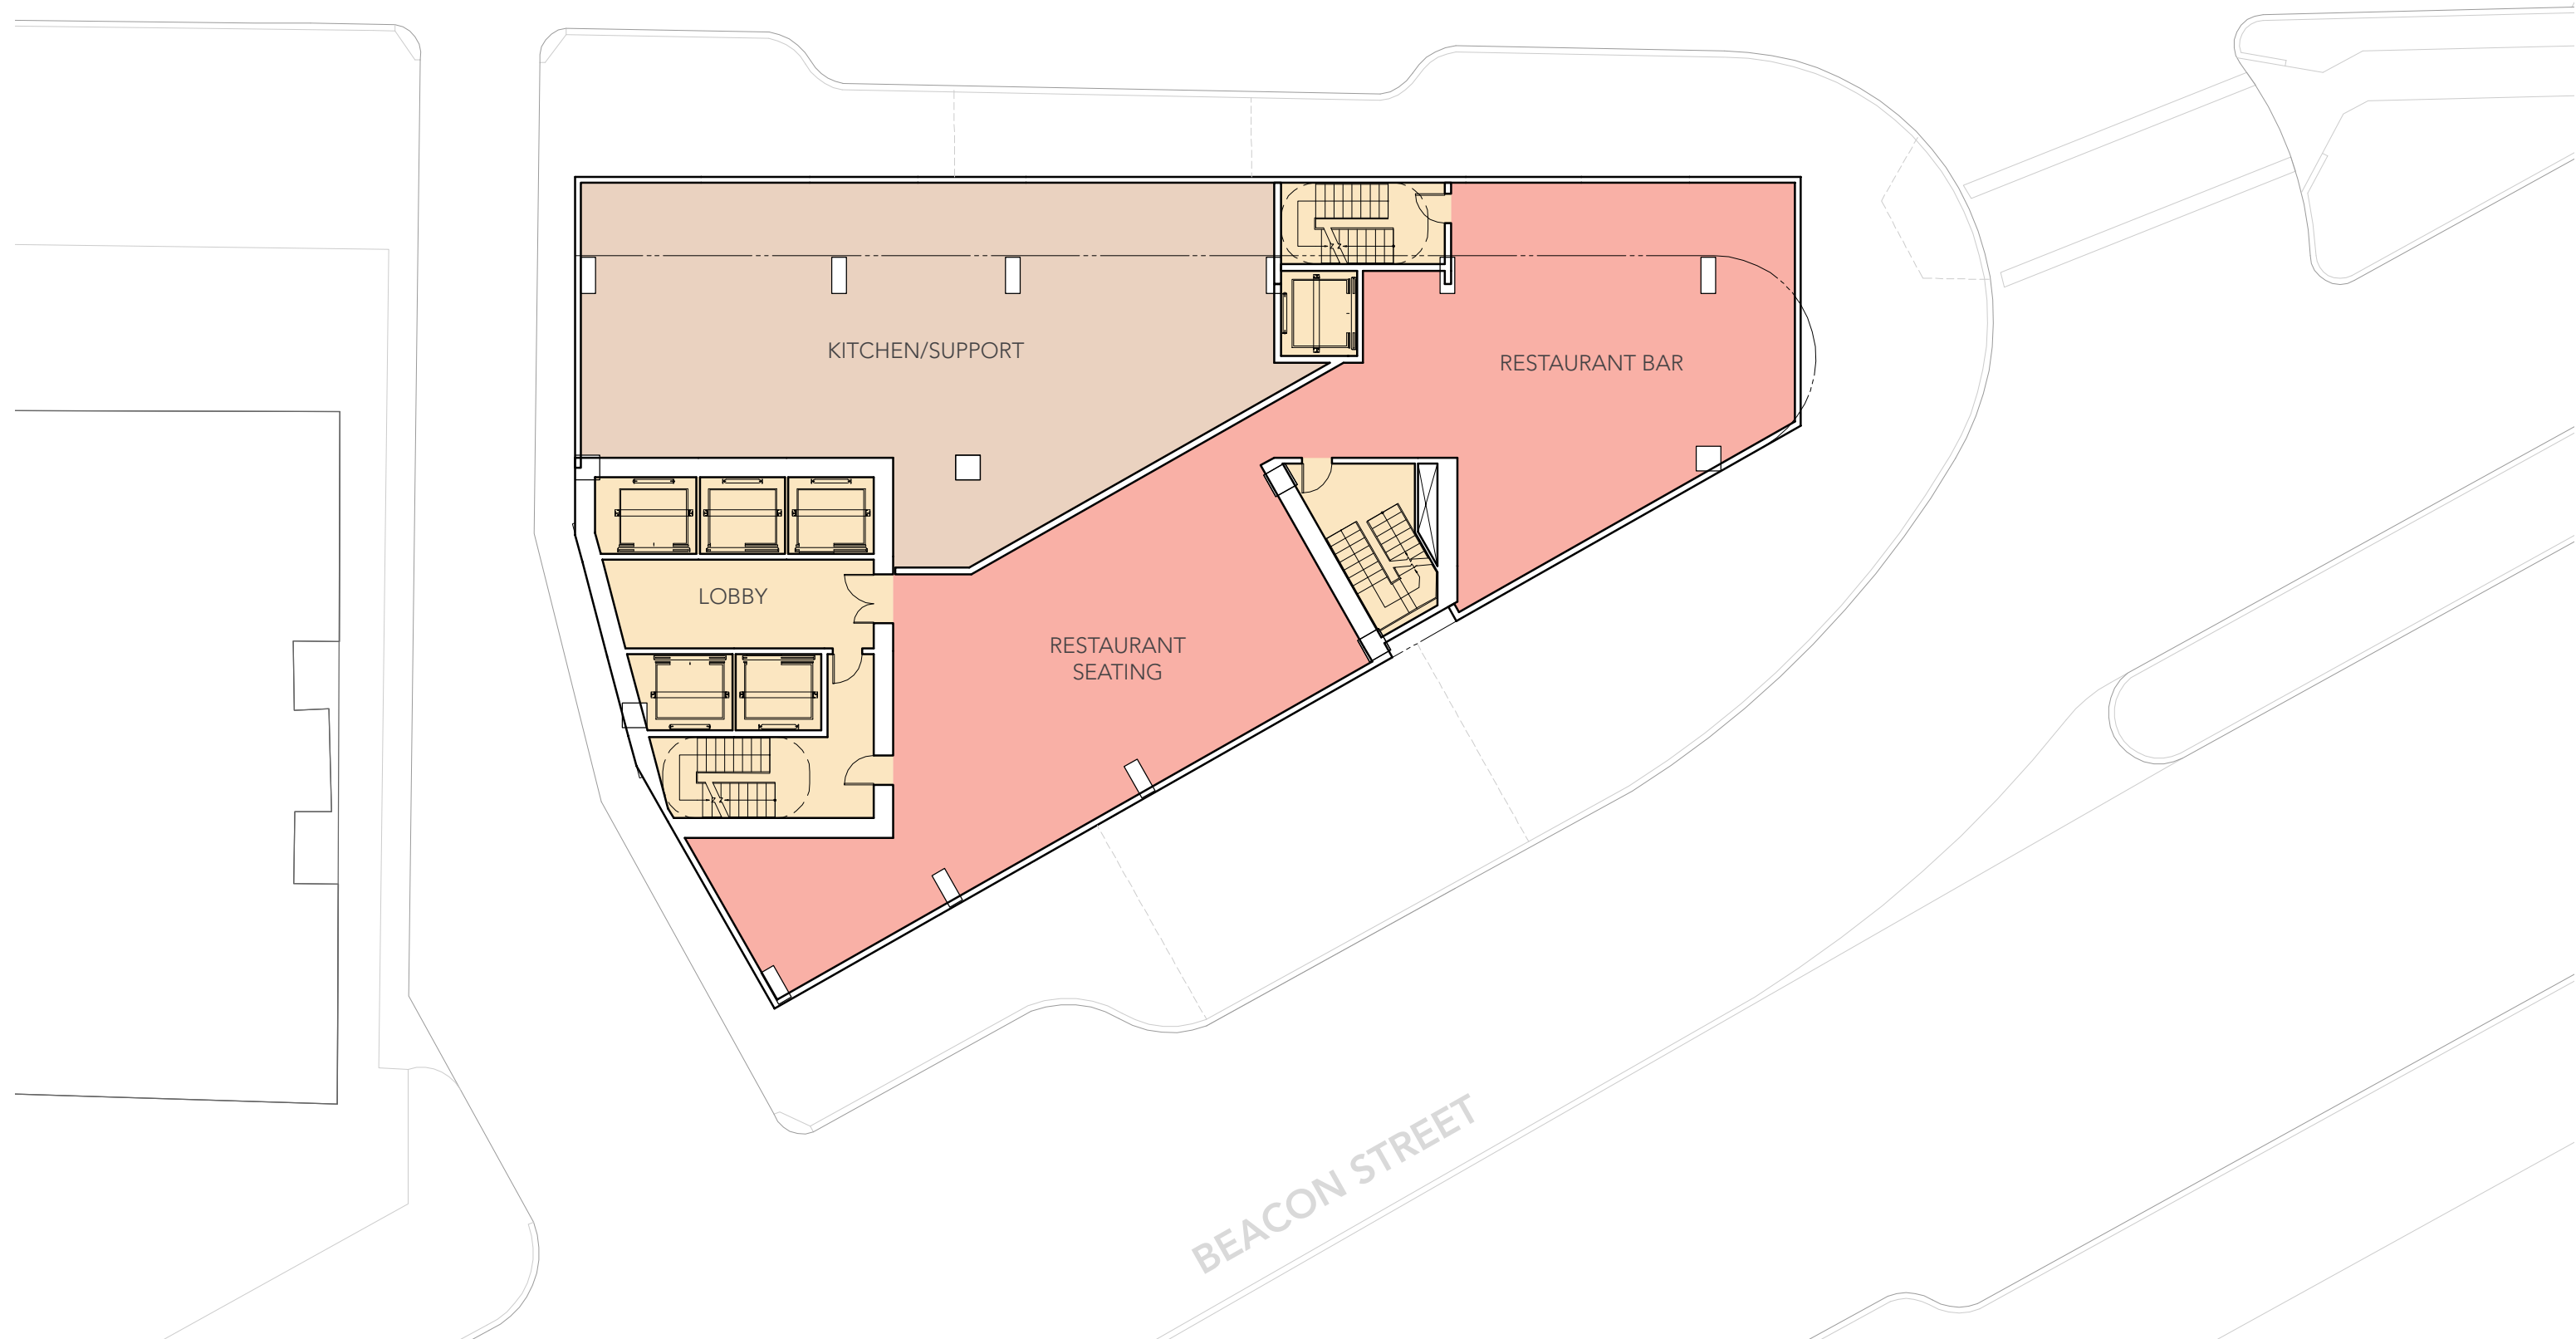 KITCHEN/SUPPORT
RESTAURANT BAR
LOBBY
RESTAURANT
SEATING
BEACON STREET